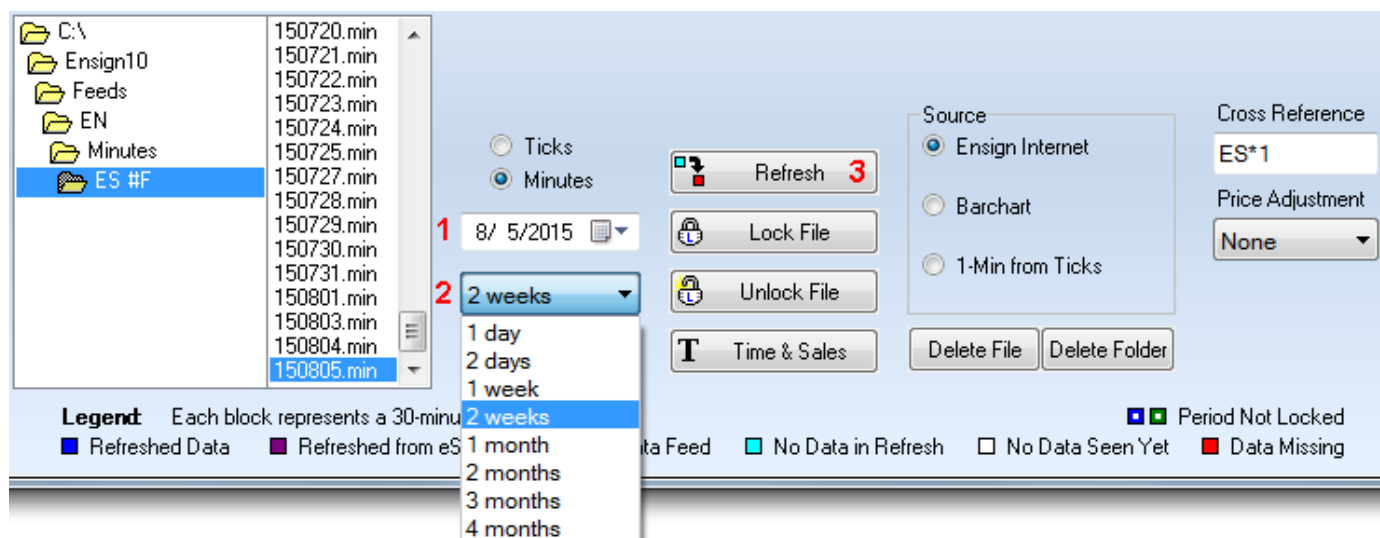 C:\
Ensign10
Feeds
EN
Minutes
ES #F
150720.min
150721.min
150722.min
150723.min
150724.min
150725.min
150727.min
150728.min
150729.min
150730.min
150731.min
150801.min
150803.min
150804.min
150805.min
Ticks
Minutes
1 8/ 5/2015
2 2 weeks
1 day
2 days
1 week
2 weeks
1 month
2 months
3 months
4 months
Refresh 3
L Lock File
L Unlock File
T Time & Sales
Source
Ensign Internet
Barchart
1-Min from Ticks
Delete File Delete Folder
Cross Reference
ES*1
Price Adjustment
None
Legend: Each block represents a 30-minu
Period Not Locked
Refreshed Data Refreshed from eS ta Feed No Data in Refresh No Data Seen Yet Data Missing